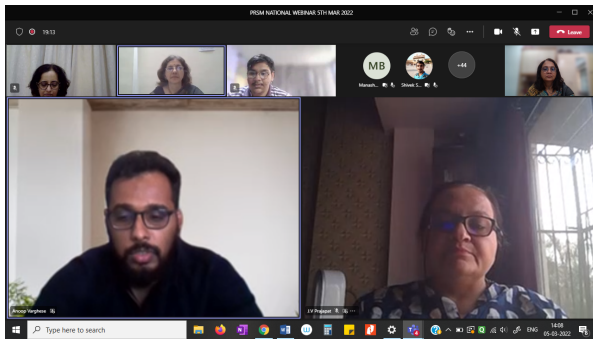 PRSM NATIONAL WEBINAR 5TH MAR 2022
19:13
Leave
MB
+44
Manash...
Shivek S...
Anoop Varghese
J.V Prajapat
Type here to search
ENG
14:08
05-03-2022